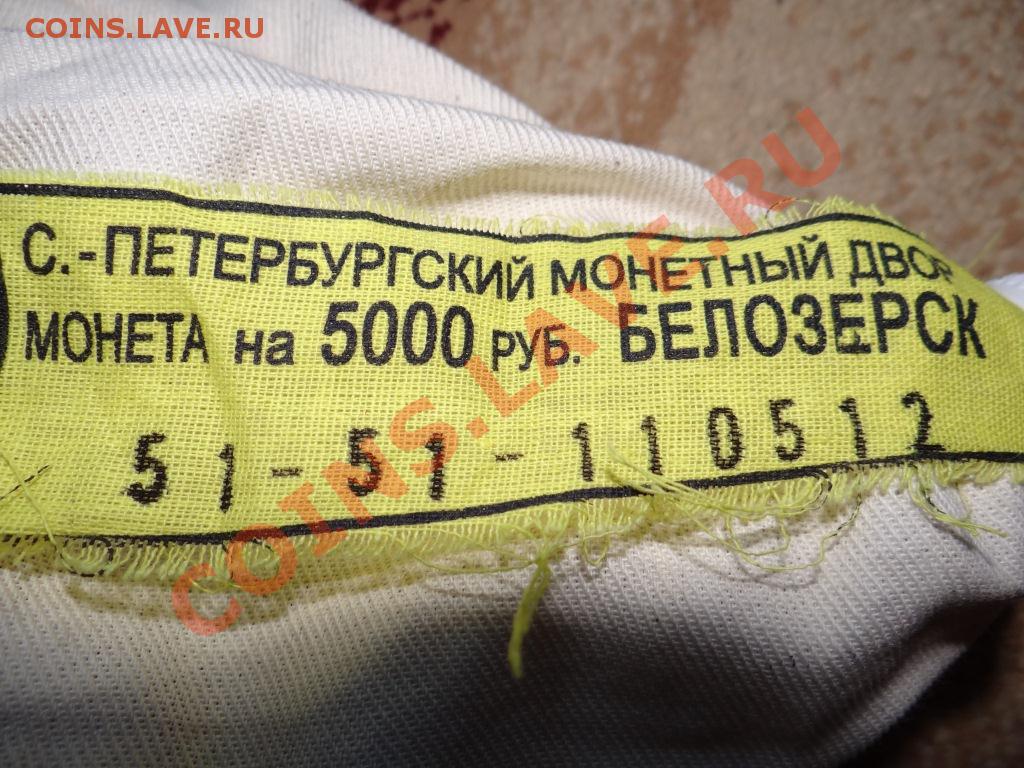 COINS.LAVE.RU
С.-ПЕТЕРБУРГСКИЙ МОНЕТНЫЙ ДВОР
МОНЕТА на 5000 РУБ. БЕЛОЗЕРСК
51-51-110512
COINS.LAVE.RU